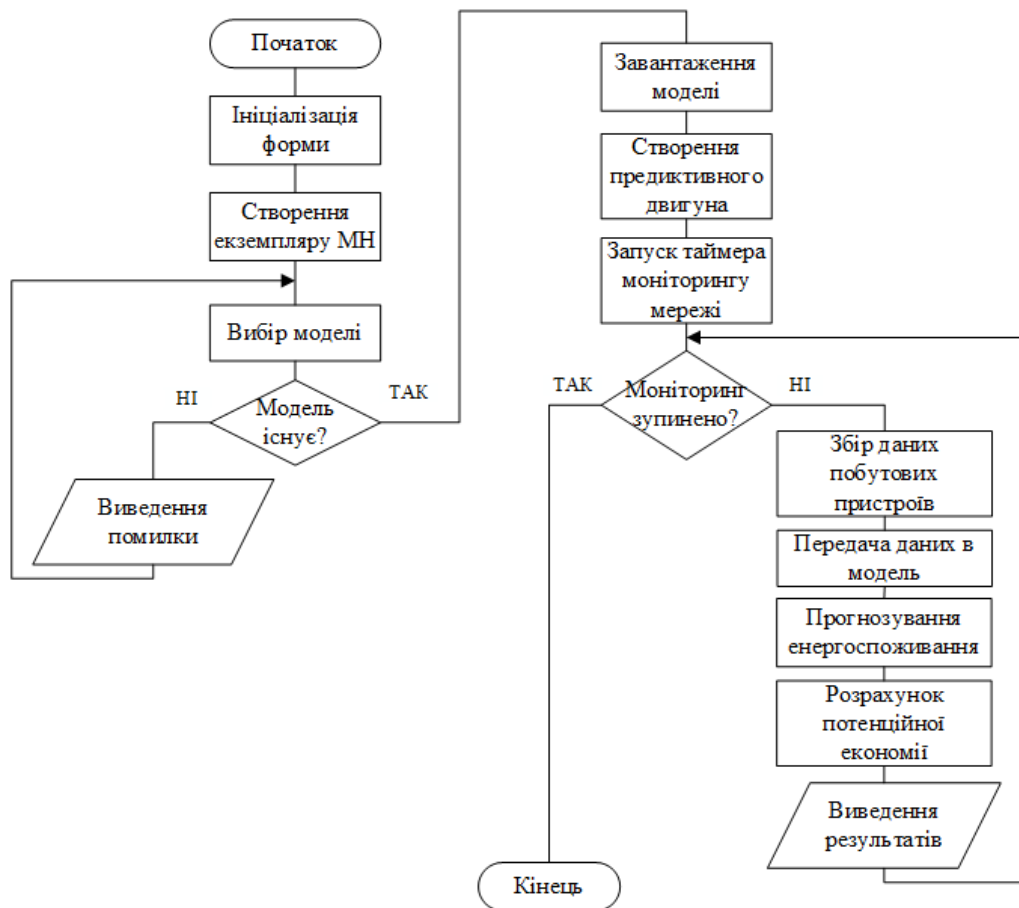 Початок
Ініціалізація
форми
Створення
екземпляру МН
Вибір моделі
НІ
ТАК
Модель
існує?
Виведення
помилки
Завантаження
моделі
Створення
предиктивного
двигуна
Запуск таймера
моніторингу
мережі
ТАК
НІ
Моніторинг
зупинено?
Збір даних
побутових
пристроїв
Передача даних в
модель
Прогнозування
енергоспоживання
Розрахунок
потенційної
економії
Виведення
результатів
Кінець